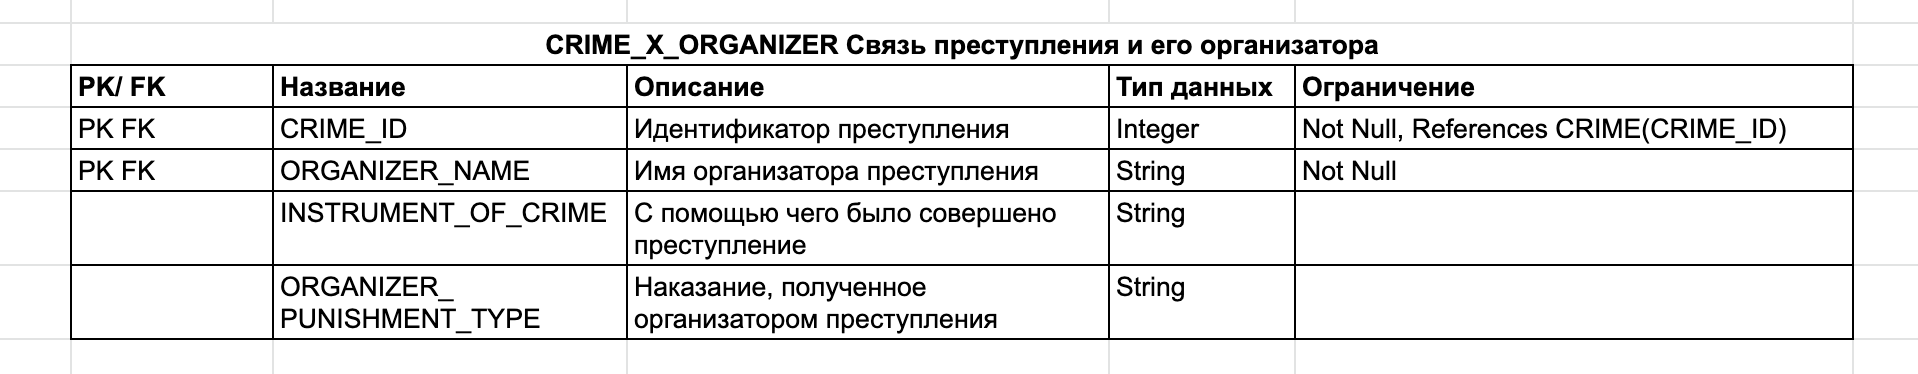 CRIME_X_ORGANIZER Связь преступления и его организатора
PK/ FK Название Описание Тип данных Ограничение
PK FK CRIME_ID Идентификатор преступления Integer Not Null, References CRIME(CRIME_ID)
PK FK ORGANIZER_NAME Имя организатора преступления String Not Null
INSTRUMENT_OF_CRIME С помощью чего было совершено String
преступление
ORGANIZER_ Наказание, полученное String
PUNISHMENT_TYPE организатором преступления